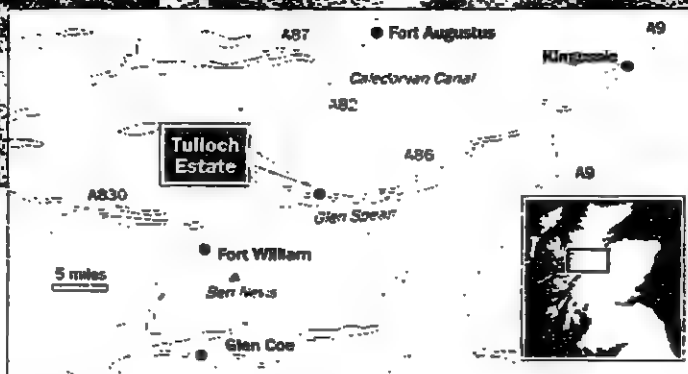 A87
Fort Augustus
A9
Kingussie
Caledonian Canal
A82
Tulloch
Estate
A86
A9
A830
Glen Spean
Fort William
5 miles
Ben Nevis
Glen Coe